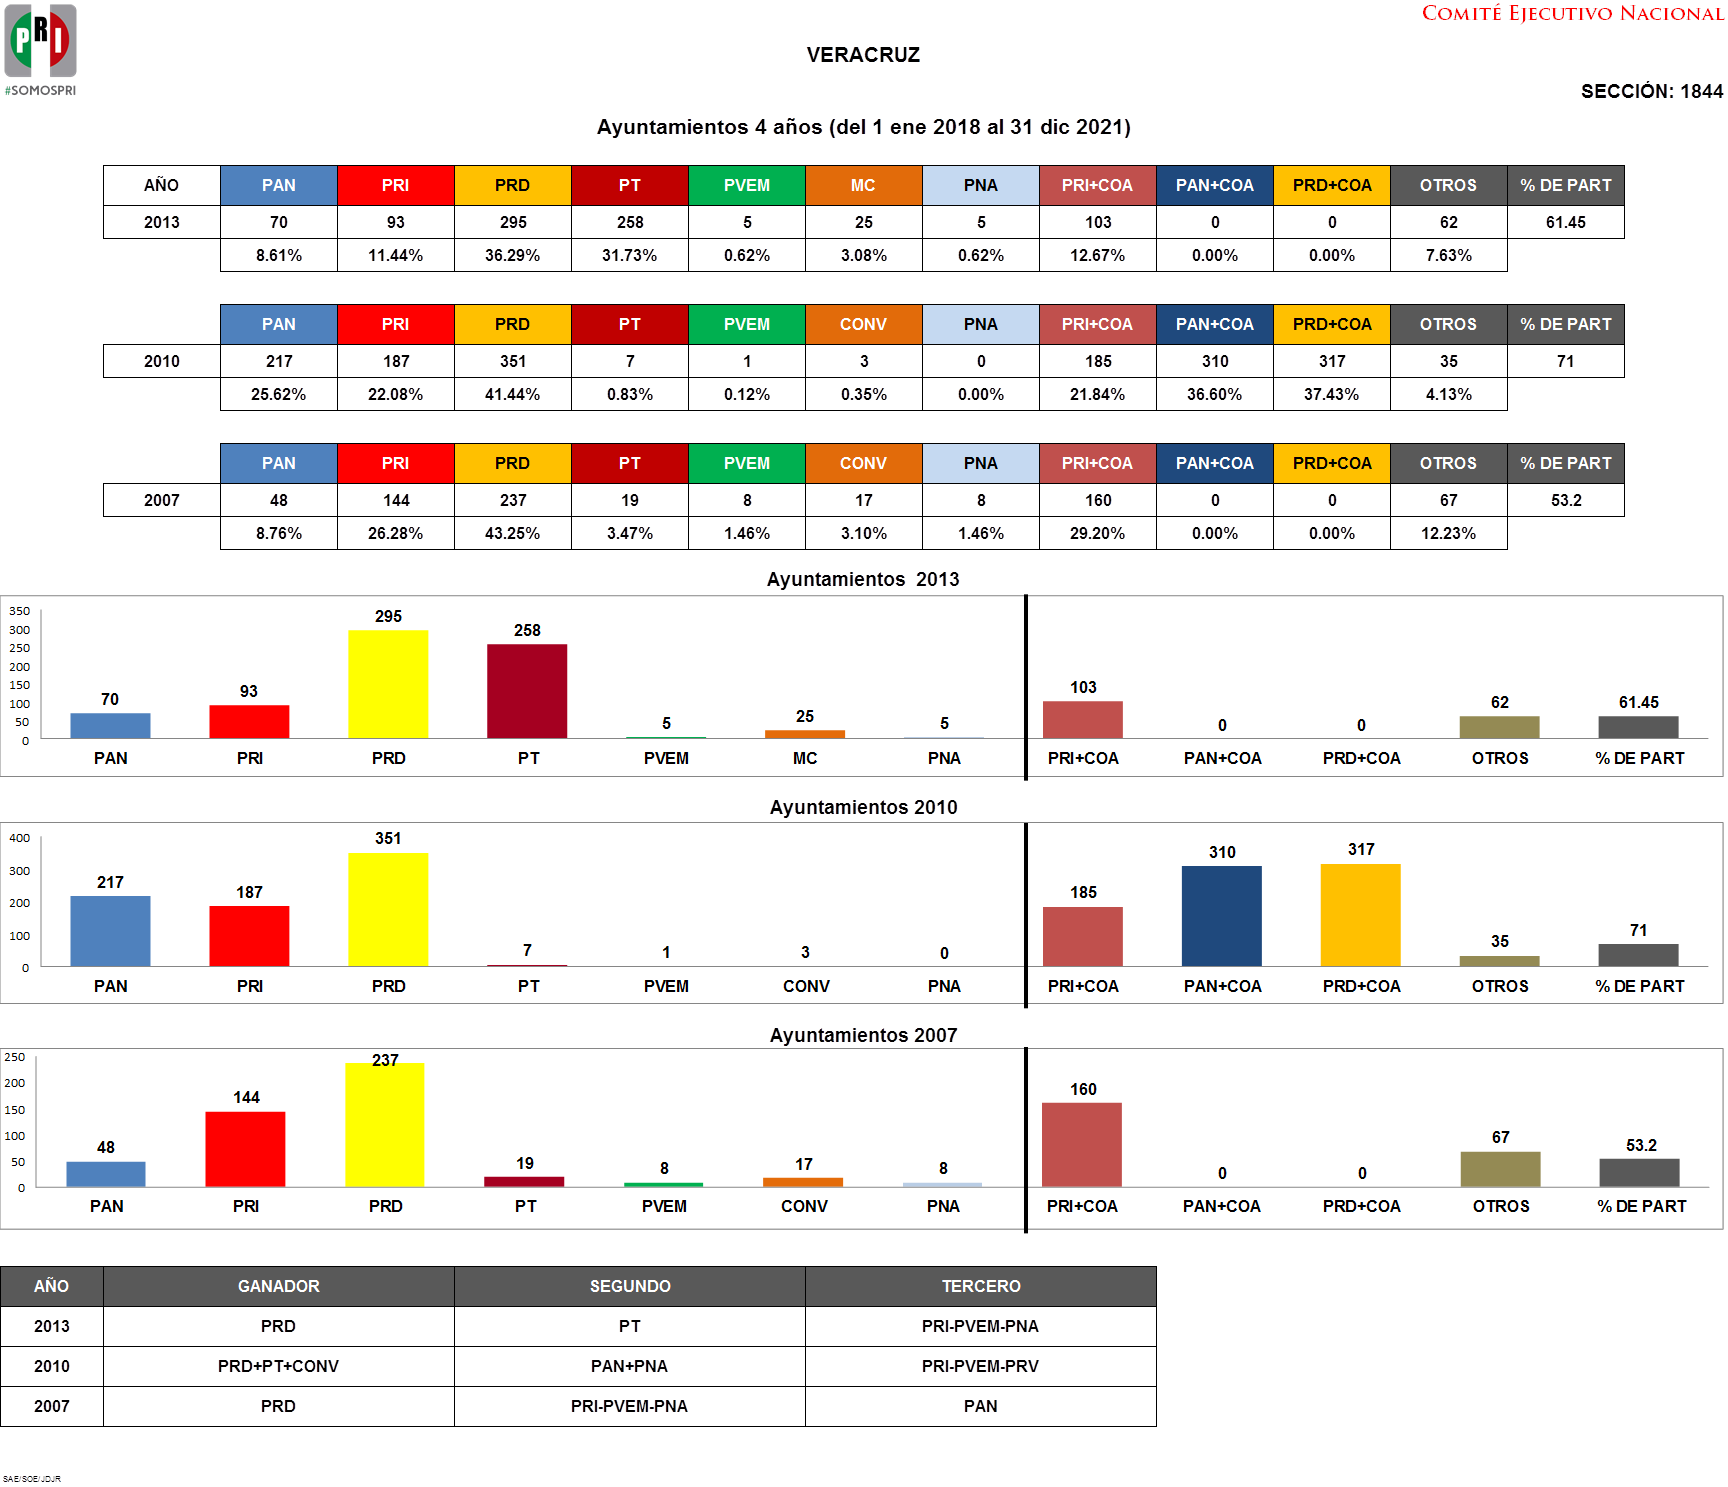 PRI
#SOMOSPRI
COMITÉ EJECUTIVO NACIONAL
VERACRUZ
SECCIÓN: 1844
Ayuntamientos 4 años (del 1 ene 2018 al 31 dic 2021)
AÑO PAN PRI PRD PT PVEM MC PNA PRI+COA PAN+COA PRD+COA OTROS % DE PART
2013 70 93 295 258 5 25 5 103 0 0 62 61.45
8.61% 11.44% 36.29% 31.73% 0.62% 3.08% 0.62% 12.67% 0.00% 0.00% 7.63%
PAN PRI PRD PT PVEM CONV PNA PRI+COA PAN+COA PRD+COA OTROS % DE PART
2010 217 187 351 7 1 3 0 185 310 317 35 71
25.62% 22.08% 41.44% 0.83% 0.12% 0.35% 0.00% 21.84% 36.60% 37.43% 4.13%
PAN PRI PRD PT PVEM CONV PNA PRI+COA PAN+COA PRD+COA OTROS % DE PART
2007 48 144 237 19 8 17 8 160 0 0 67 53.2
8.76% 26.28% 43.25% 3.47% 1.46% 3.10% 1.46% 29.20% 0.00% 0.00% 12.23%
Ayuntamientos 2013
350
300
250
200
150
100
50
0
70 93 295 258 5 25 5 103 0 0 62 61.45
PAN PRI PRD PT PVEM MC PNA PRI+COA PAN+COA PRD+COA OTROS % DE PART
Ayuntamientos 2010
400
300
200
100
0
217 187 351 7 1 3 0 185 310 317 35 71
PAN PRI PRD PT PVEM CONV PNA PRI+COA PAN+COA PRD+COA OTROS % DE PART
Ayuntamientos 2007
250
200
150
100
50
0
48 144 237 19 8 17 8 160 0 0 67 53.2
PAN PRI PRD PT PVEM CONV PNA PRI+COA PAN+COA PRD+COA OTROS % DE PART
AÑO GANADOR SEGUNDO TERCERO
2013 PRD PT PRI-PVEM-PNA
2010 PRD+PT+CONV PAN+PNA PRI-PVEM-PRV
2007 PRD PRI-PVEM-PNA PAN
SAE/SOE/JDJR